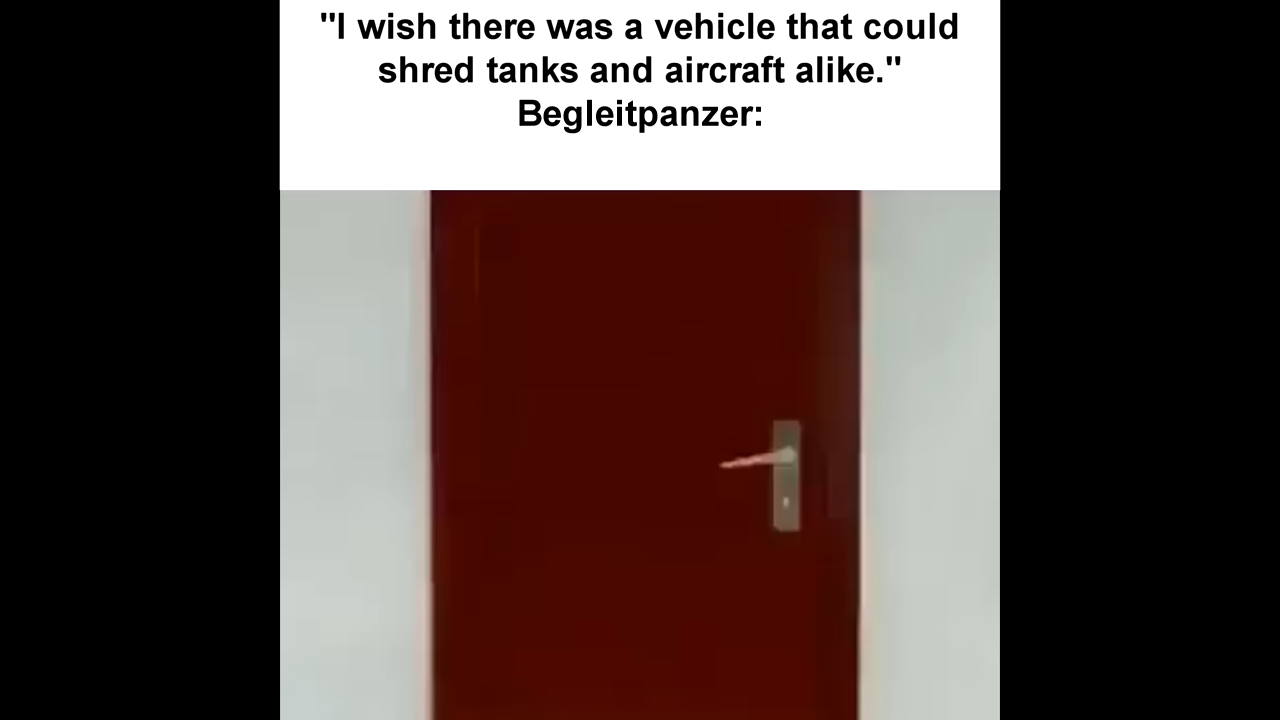 "I wish there was a vehicle that could
shred tanks and aircraft alike."
Begleitpanzer: